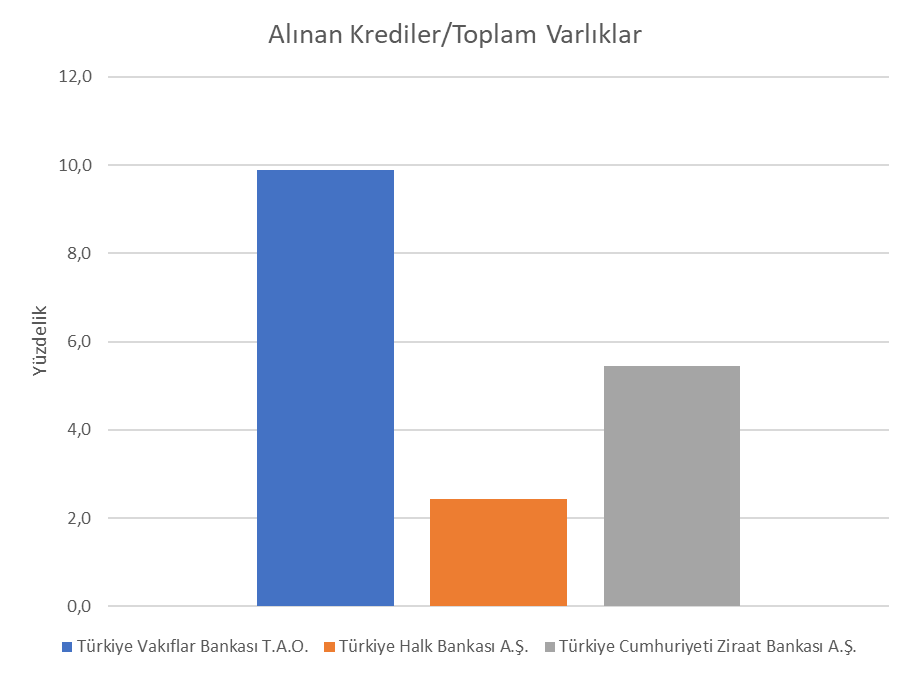 Alınan Krediler/Toplam Varlıklar
12,0
10,0
8,0
6,0
4,0
2,0
0,0
Yüzdelik
Türkiye Vakıflar Bankası T.A.O. Türkiye Halk Bankası A.Ş. Türkiye Cumhuriyeti Ziraat Bankası A.Ş.